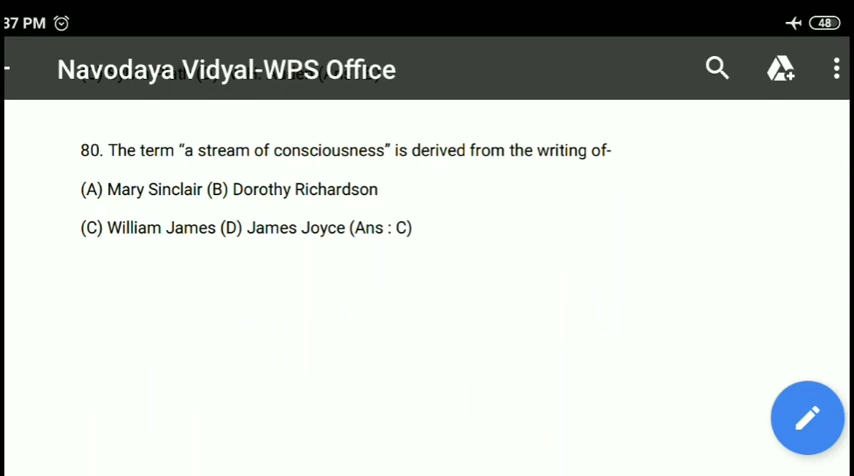 37 PM
48
Navodaya Vidyal-WPS Office
80. The term “a stream of consciousness” is derived from the writing of-
(A) Mary Sinclair (B) Dorothy Richardson
(C) William James (D) James Joyce (Ans : C)